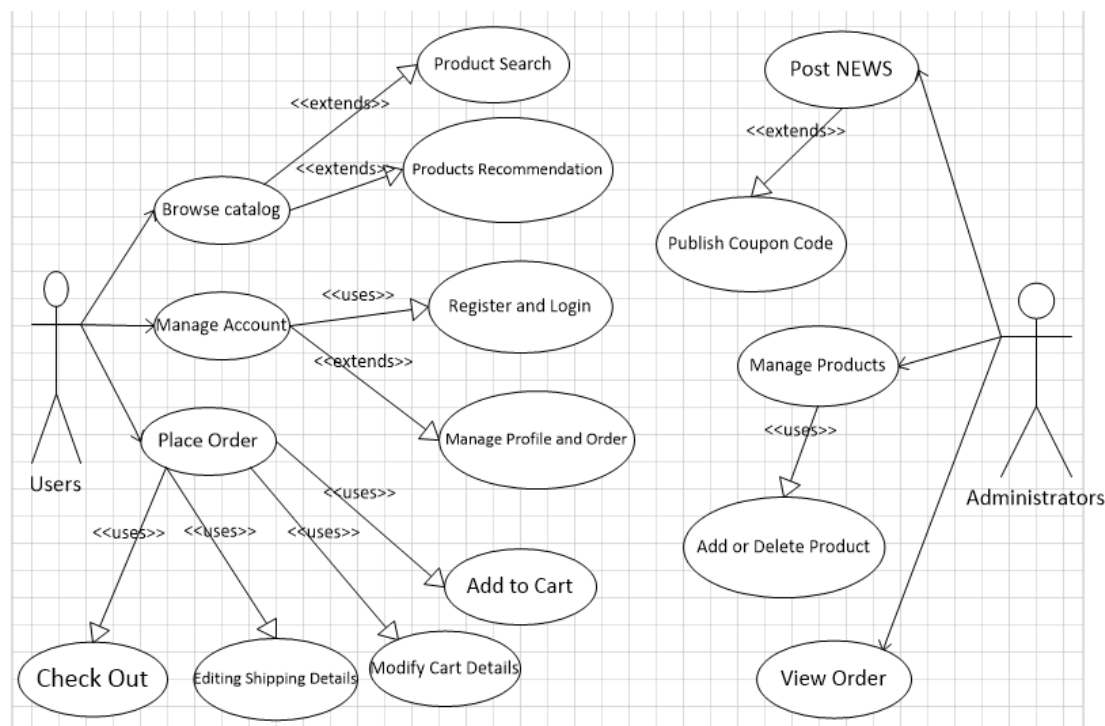 Product Search
Post NEWS
<<extends>>
<<extends>>
<<extends>>
Products Recommendation
Browse catalog
Publish Coupon Code
<<uses>>
Register and Login
Manage Account
<<extends>>
Manage Products
Place Order
Manage Profile and Order
<<uses>>
Users
Administrators
<<uses>>
<<uses>>
<<uses>>
<<uses>>
Add or Delete Product
Add to Cart
Check Out
Editing Shipping Details
Modify Cart Details
View Order